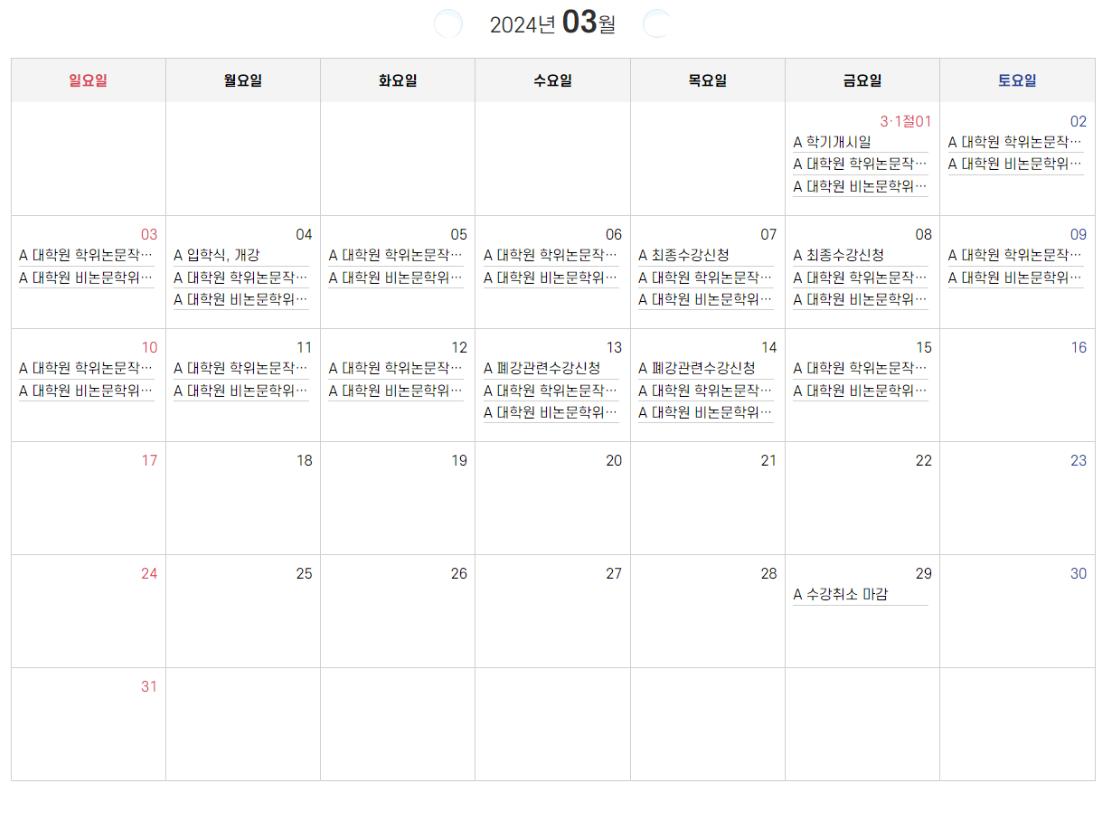 2024년 03월
일요일 월요일 화요일 수요일 목요일 금요일 토요일
3·1절01
A 학기개시일
A 대학원 학위논문작…
A 대학원 비논문학위…
02
A 대학원 학위논문작…
A 대학원 비논문학위…
03
A 대학원 학위논문작…
A 대학원 비논문학위…
04
A 입학식, 개강
A 대학원 학위논문작…
A 대학원 비논문학위…
05
A 대학원 학위논문작…
A 대학원 비논문학위…
06
A 대학원 학위논문작…
A 대학원 비논문학위…
07
A 최종수강신청
A 대학원 학위논문작…
A 대학원 비논문학위…
08
A 최종수강신청
A 대학원 학위논문작…
A 대학원 비논문학위…
09
A 대학원 학위논문작…
A 대학원 비논문학위…
10
A 대학원 학위논문작…
A 대학원 비논문학위…
11
A 대학원 학위논문작…
A 대학원 비논문학위…
12
A 대학원 학위논문작…
A 대학원 비논문학위…
13
A 폐강관련수강신청
A 대학원 학위논문작…
A 대학원 비논문학위…
14
A 폐강관련수강신청
A 대학원 학위논문작…
A 대학원 비논문학위…
15
A 대학원 학위논문작…
A 대학원 비논문학위…
16
17
18
19
20
21
22
23
24
25
26
27
28
29
A 수강취소 마감
30
31